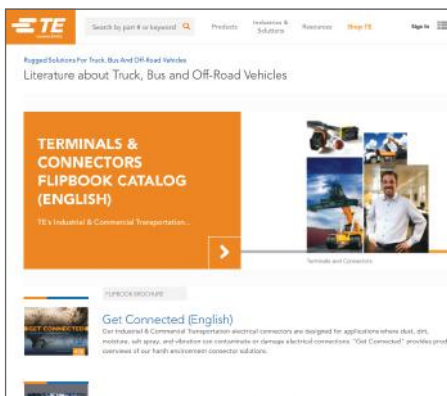 TE
Search by part # or keyword
Products
Industries &
Solutions
Resources
Shop TE
Sign In
Rugged Solutions For Truck, Bus And Off-Road Vehicles
Literature about Truck, Bus and Off-Road Vehicles
TERMINALS &
CONNECTORS
FLIPBOOK CATALOG
(ENGLISH)
TE's Industrial & Commercial Transportation...
Terminals and Connectors
FLIPBOOK BROCHURE
GET CONNECTED
Get Connected (English)
Our Industrial & Commercial Transportation electrical connectors are designed for applications where dust, dirt,
moisture, salt spray, and vibration can contaminate or damage electrical connections. "Get Connected" provides prod
overviews of our harsh environment connector solutions.